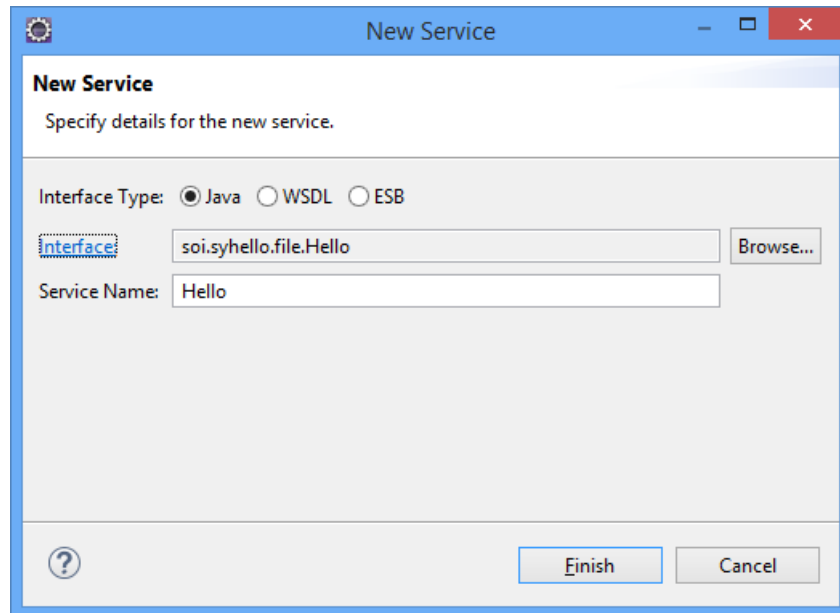 New Service
New Service
Specify details for the new service.
Interface Type: Java WSDL ESB
Interface: soi.syhello.file.Hello Browse...
Service Name: Hello
? Finish Cancel